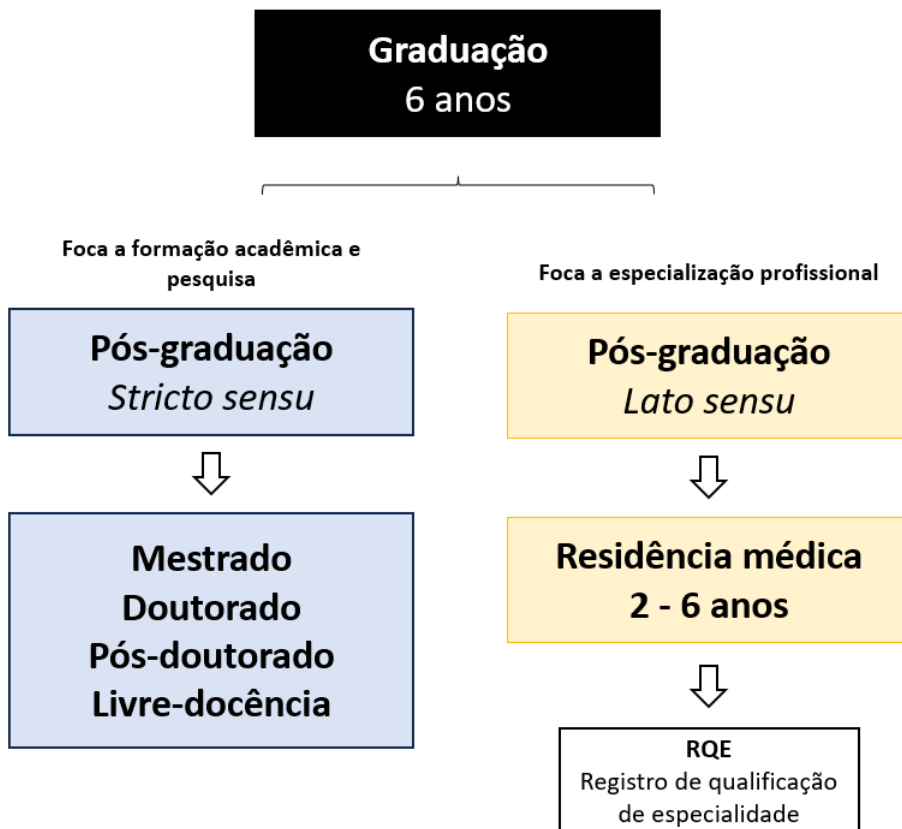 Graduação
6 anos
Foca a formação acadêmica e
pesquisa
Pós-graduação
Stricto sensu
Mestrado
Doutorado
Pós-doutorado
Livre-docência
Foca a especialização profissional
Pós-graduação
Lato sensu
Residência médica
2 - 6 anos
RQE
Registro de qualificação
de especialidade